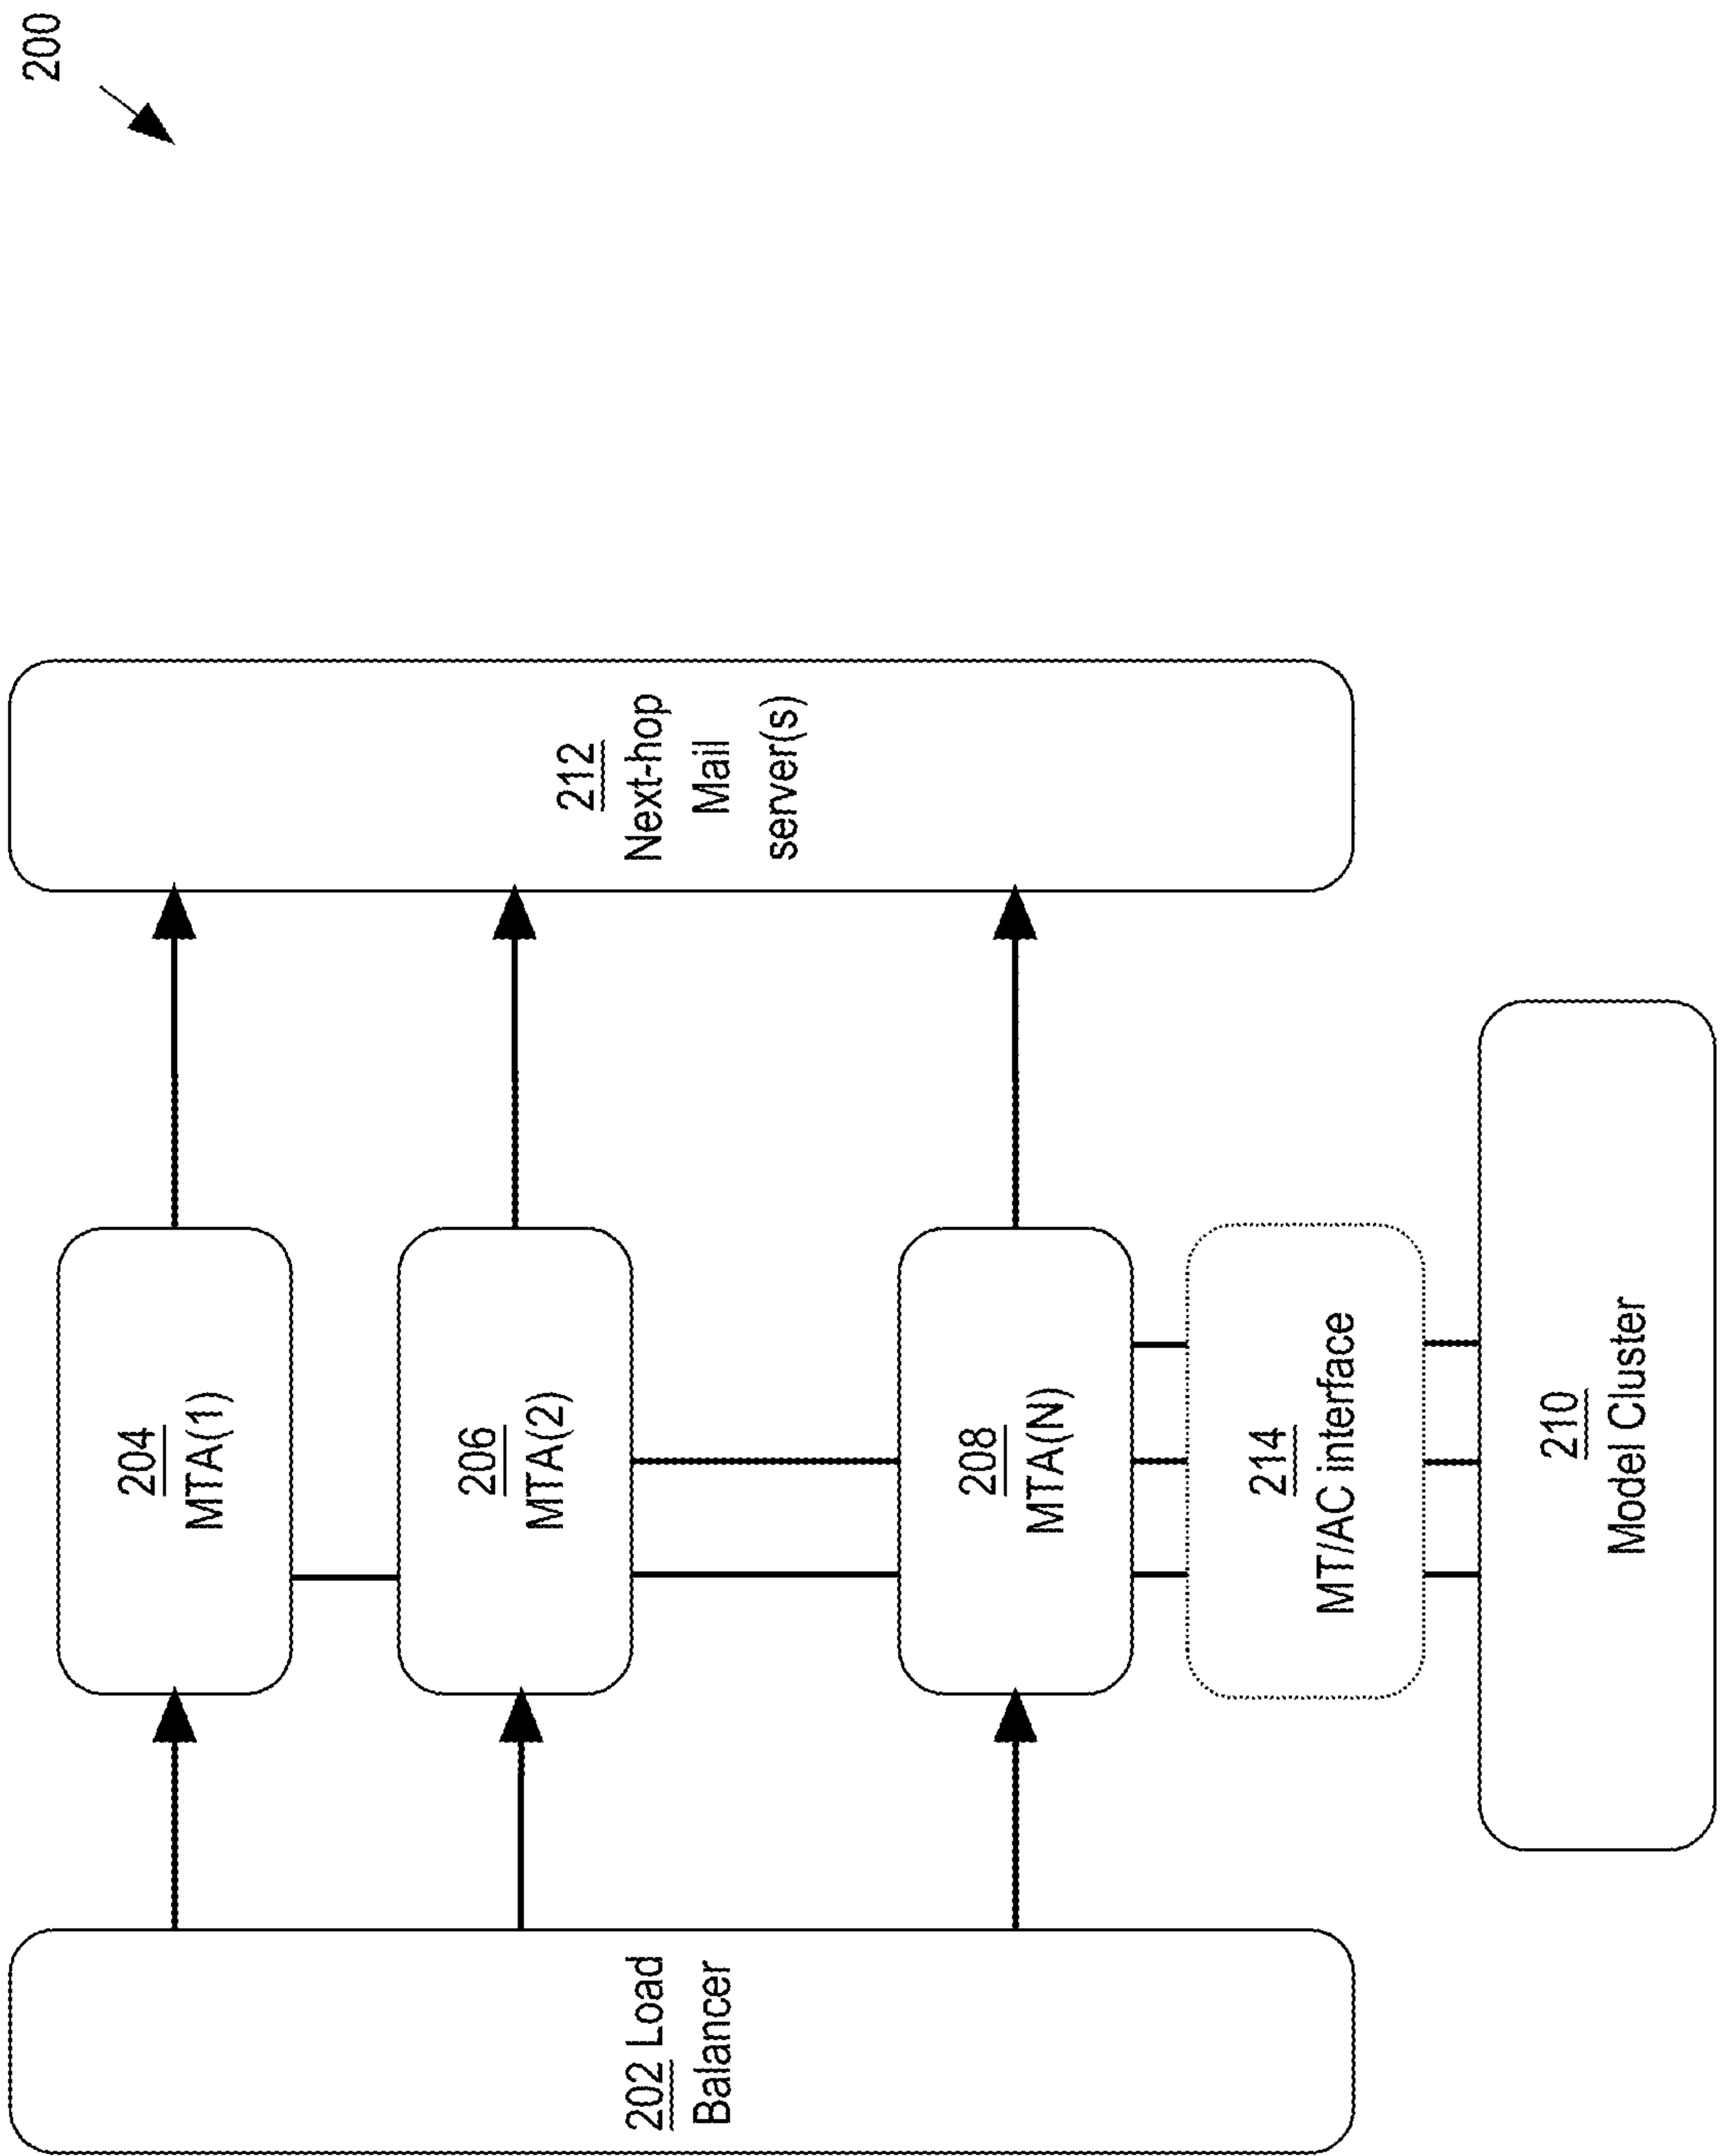 200
202 Load
Balancer
204
MTA(1)
206
MTA(2)
208
MTA(N)
214
MT/AC interface
210
Model Cluster
212
Next-hop
Mail
server(s)